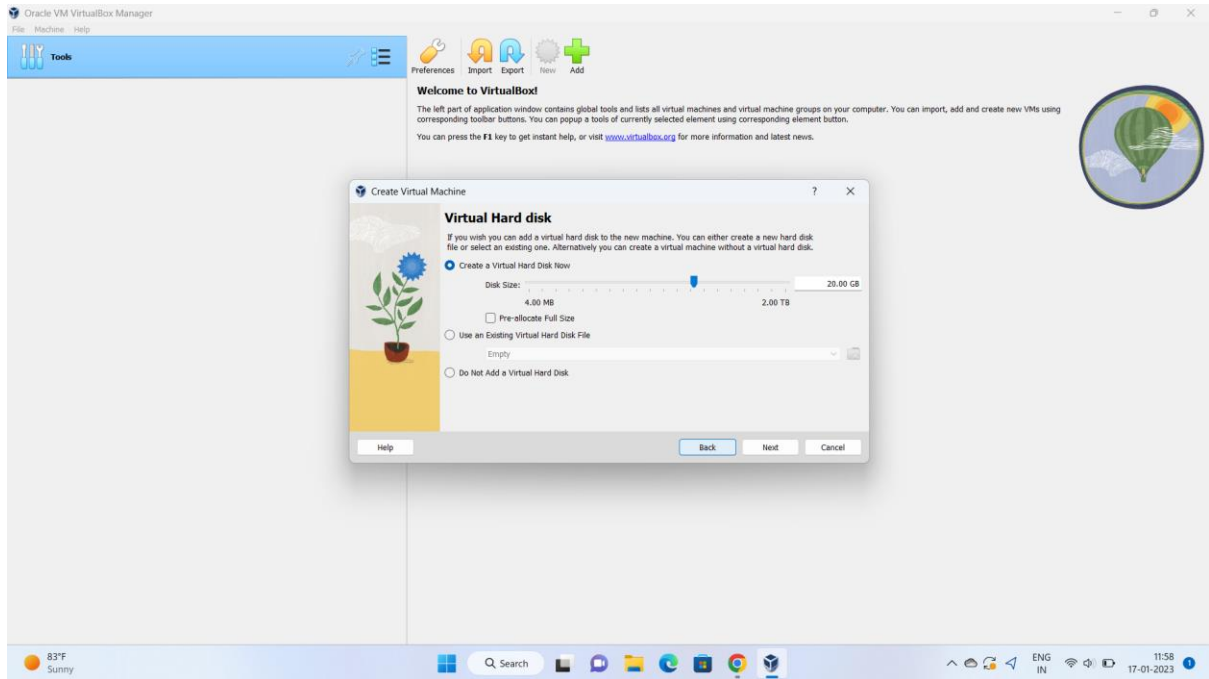 Oracle VM VirtualBox Manager
File Machine Help
Tools
Preferences Import Export New Add
Welcome to VirtualBox!
The left part of application window contains global tools and lists all virtual machines and virtual machine groups on your computer. You can import, add and create new VMs using
corresponding toolbar buttons. You can popup a tools of currently selected element using corresponding element button.
You can press the F1 key to get instant help, or visit www.virtualbox.org for more information and latest news.
Create Virtual Machine ?
Virtual Hard disk
If you wish you can add a virtual hard disk to the new machine. You can either create a new hard disk
file or select an existing one. Alternatively you can create a virtual machine without a virtual hard disk.
Create a Virtual Hard Disk Now
Disk Size: 20.00 GB
4.00 MB 2.00 TB
Pre-allocate Full Size
Use an Existing Virtual Hard Disk File
Empty
Do Not Add a Virtual Hard Disk
Help Back Next Cancel
83°F
Sunny
Search
ENG
IN
11:58
17-01-2023
1